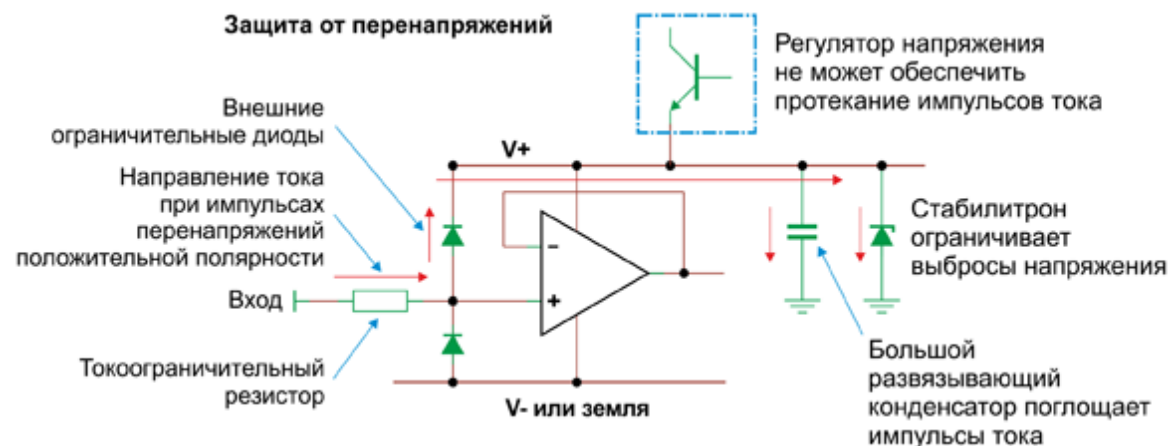 Защита от перенапряжений
Регулятор напряжения
не может обеспечить
протекание импульсов тока
Внешние
ограничительные диоды
V+
Направление тока
при импульсах
перенапряжений
положительной полярности
Стабилитрон
ограничивает
выбросы напряжения
−
+
Вход
Токоограничительный
резистор
V- или земля
Большой
развязывающий
конденсатор поглощает
импульсы тока